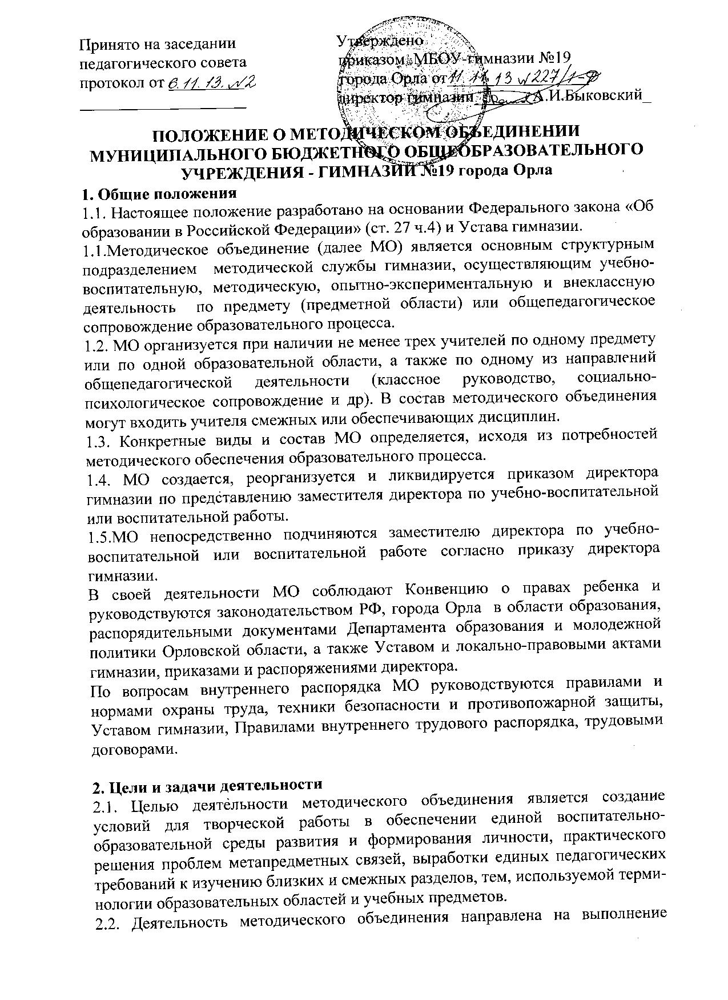 Принято на заседании
педагогического совета
протокол от 6.11.13. №2
Утверждено
приказом МБОУ-гимназии №19
города Орла от 11.11.13 №227/1-Ф
директор гимназии А.И.Быковский_
ПОЛОЖЕНИЕ О МЕТОДИЧЕСКОМ ОБЪЕДИНЕНИИ
МУНИЦИПАЛЬНОГО БЮДЖЕТНОГО ОБЩЕОБРАЗОВАТЕЛЬНОГО
УЧРЕЖДЕНИЯ - ГИМНАЗИИ №19 города Орла
1. Общие положения
1.1. Настоящее положение разработано на основании Федерального закона «Об
образовании в Российской Федерации» (ст. 27 ч.4) и Устава гимназии.
1.1.Методическое объединение (далее МО) является основным структурным
подразделением методической службы гимназии, осуществляющим учебно-
воспитательную, методическую, опытно-экспериментальную и внеклассную
деятельность по предмету (предметной области) или общепедагогическое
сопровождение образовательного процесса.
1.2. МО организуется при наличии не менее трех учителей по одному предмету
или по одной образовательной области, а также по одному из направлений
общепедагогической деятельности (классное руководство, социально-
психологическое сопровождение и др). В состав методического объединения
могут входить учителя смежных или обеспечивающих дисциплин.
1.3. Конкретные виды и состав МО определяется, исходя из потребностей
методического обеспечения образовательного процесса.
1.4. МО создается, реорганизуется и ликвидируется приказом директора
гимназии по представлению заместителя директора по учебно-воспитательной
или воспитательной работы.
1.5.МО непосредственно подчиняются заместителю директора по учебно-
воспитательной или воспитательной работе согласно приказу директора
гимназии.
В своей деятельности МО соблюдают Конвенцию о правах ребенка и
руководствуются законодательством РФ, города Орла в области образования,
распорядительными документами Департамента образования и молодежной
политики Орловской области, а также Уставом и локально-правовыми актами
гимназии, приказами и распоряжениями директора.
По вопросам внутреннего распорядка МО руководствуются правилами и
нормами охраны труда, техники безопасности и противопожарной защиты,
Уставом гимназии, Правилами внутреннего трудового распорядка, трудовыми
договорами.
2. Цели и задачи деятельности
2.1. Целью деятельности методического объединения является создание
условий для творческой работы в обеспечении единой воспитательно-
образовательной среды развития и формирования личности, практического
решения проблем метапредметных связей, выработки единых педагогических
требований к изучению близких и смежных разделов, тем, используемой терми-
нологии образовательных областей и учебных предметов.
2.2. Деятельность методического объединения направлена на выполнение